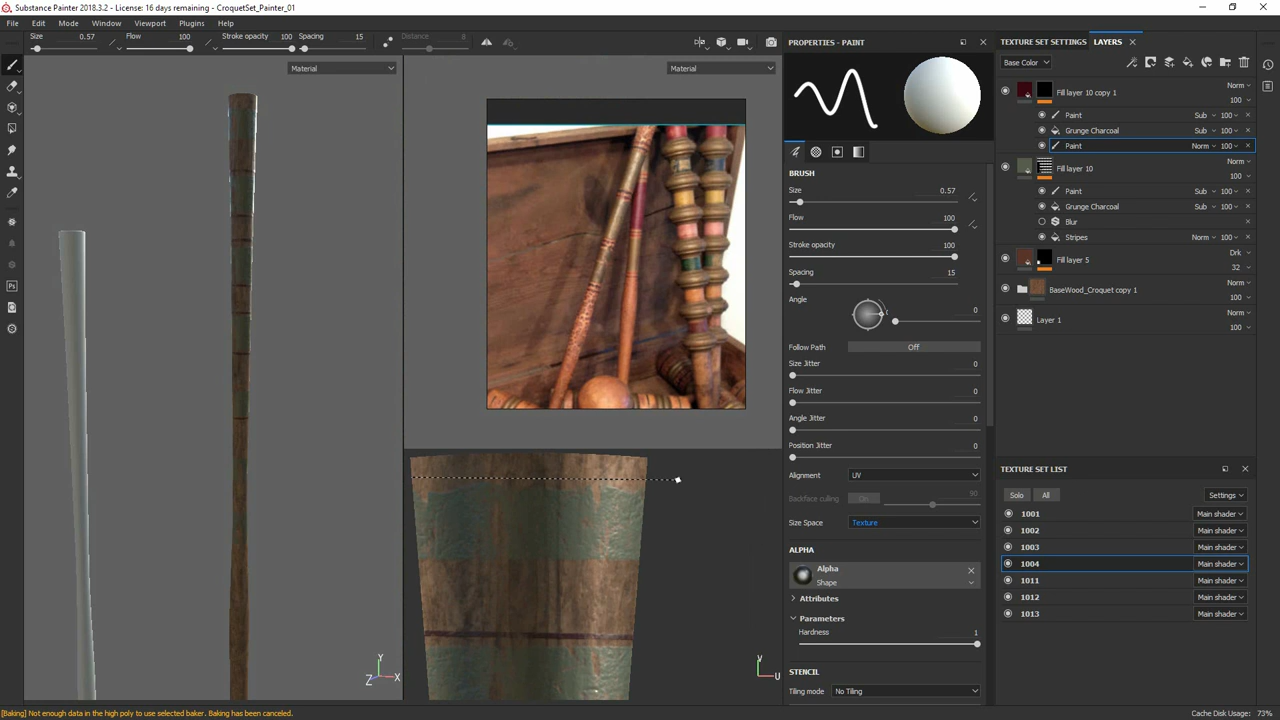 Substance Painter 2018.3.2 - License: 16 days remaining - CroquetSet_Painter_01
File Edit Mode Window Viewport Plugins Help
Size 0.57 Flow 100 Stroke opacity 100 Spacing 15 Distance 8
Material
Material
Y
Z X
V
U
PROPERTIES - PAINT
BRUSH
Size 0.57
Flow 100
Stroke opacity 100
Spacing 15
Angle 0
Follow Path Off
Size Jitter 0
Flow Jitter 0
Angle Jitter 0
Position Jitter 0
Alignment UV
Backface culling On 90
Size Space Texture
ALPHA
Alpha
Shape
Attributes
Parameters
Hardness 1
STENCIL
Tiling mode No Tiling
TEXTURE SET SETTINGS LAYERS
Base Color
Fill layer 10 copy 1 Norm
100
Paint Sub 100
Grunge Charcoal Sub 100
Paint Norm 100
Fill layer 10 Norm
100
Paint Sub 100
Grunge Charcoal Sub 100
Blur
Stripes Norm 100
Fill layer 5 Drk
32
BaseWood_Croquet copy 1 Norm
100
Layer 1 Norm
100
TEXTURE SET LIST
Solo All Settings
1001 Main shader
1002 Main shader
1003 Main shader
1004 Main shader
1011 Main shader
1012 Main shader
1013 Main shader
[Baking] Not enough data in the high poly to use selected baker. Baking has been canceled.
Cache Disk Usage: 73%